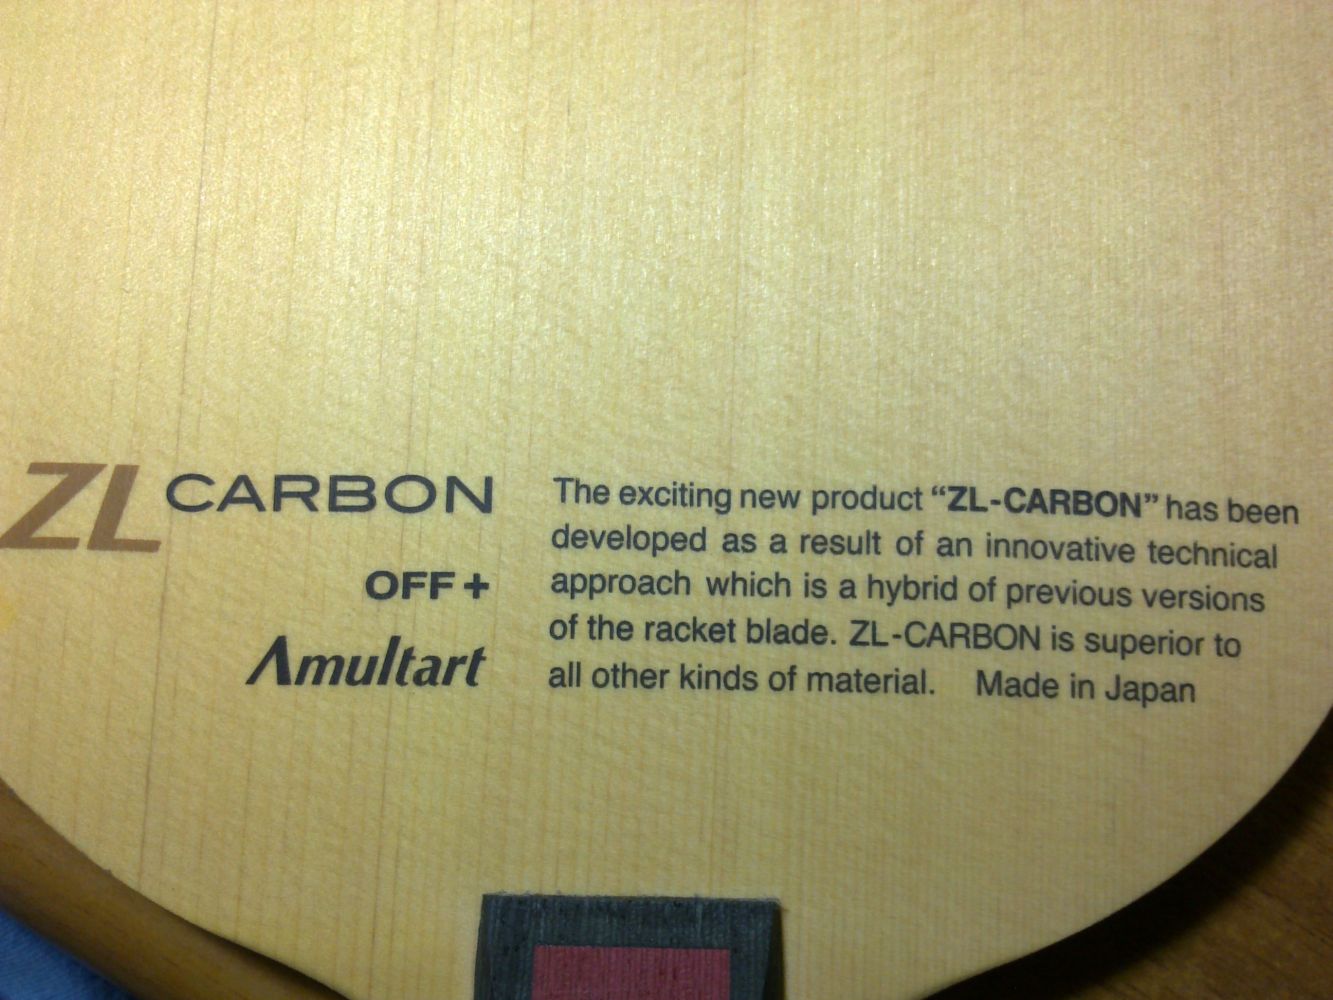 ZL CARBON
OFF+
Amultart
The exciting new product “ZL-CARBON” has been
developed as a result of an innovative technical
approach which is a hybrid of previous versions
of the racket blade. ZL-CARBON is superior to
all other kinds of material. Made in Japan